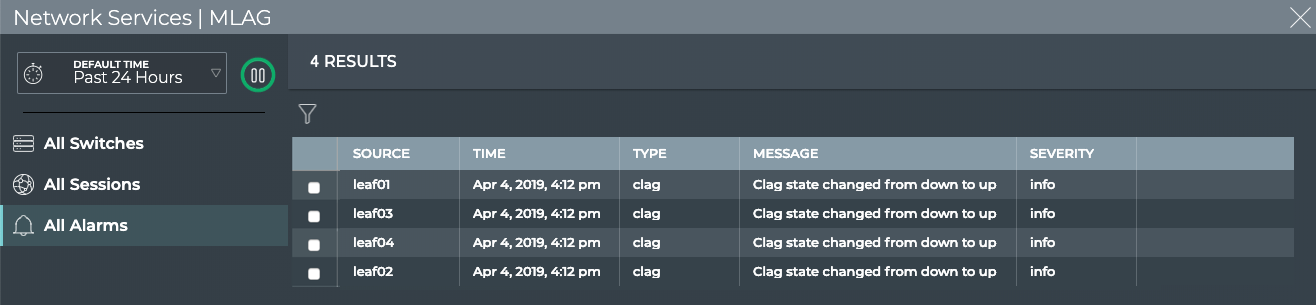 Network Services | MLAG
DEFAULT TIME
Past 24 Hours
All Switches
All Sessions
All Alarms
4 RESULTS
SOURCE TIME TYPE MESSAGE SEVERITY
leaf01 Apr 4, 2019, 4:12 pm clag Clag state changed from down to up info
leaf03 Apr 4, 2019, 4:12 pm clag Clag state changed from down to up info
leaf04 Apr 4, 2019, 4:12 pm clag Clag state changed from down to up info
leaf02 Apr 4, 2019, 4:12 pm clag Clag state changed from down to up info